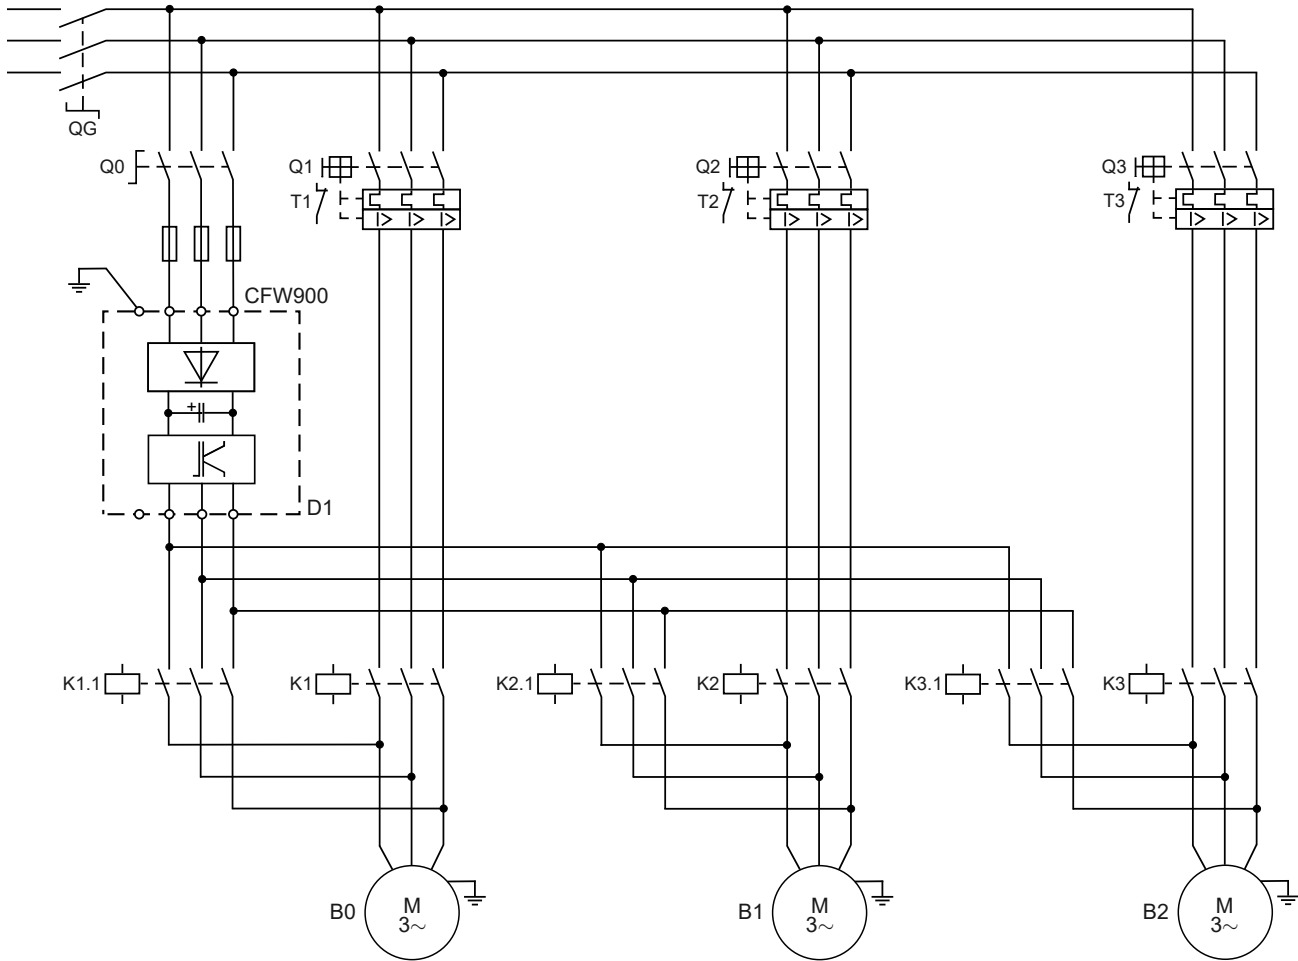 QG
Q0
Q1
Q2
Q3
T1
T2
T3
CFW900
+
D1
K1.1
K1
K2.1
K2
K3.1
K3
B0
M
3~
B1
M
3~
B2
M
3~